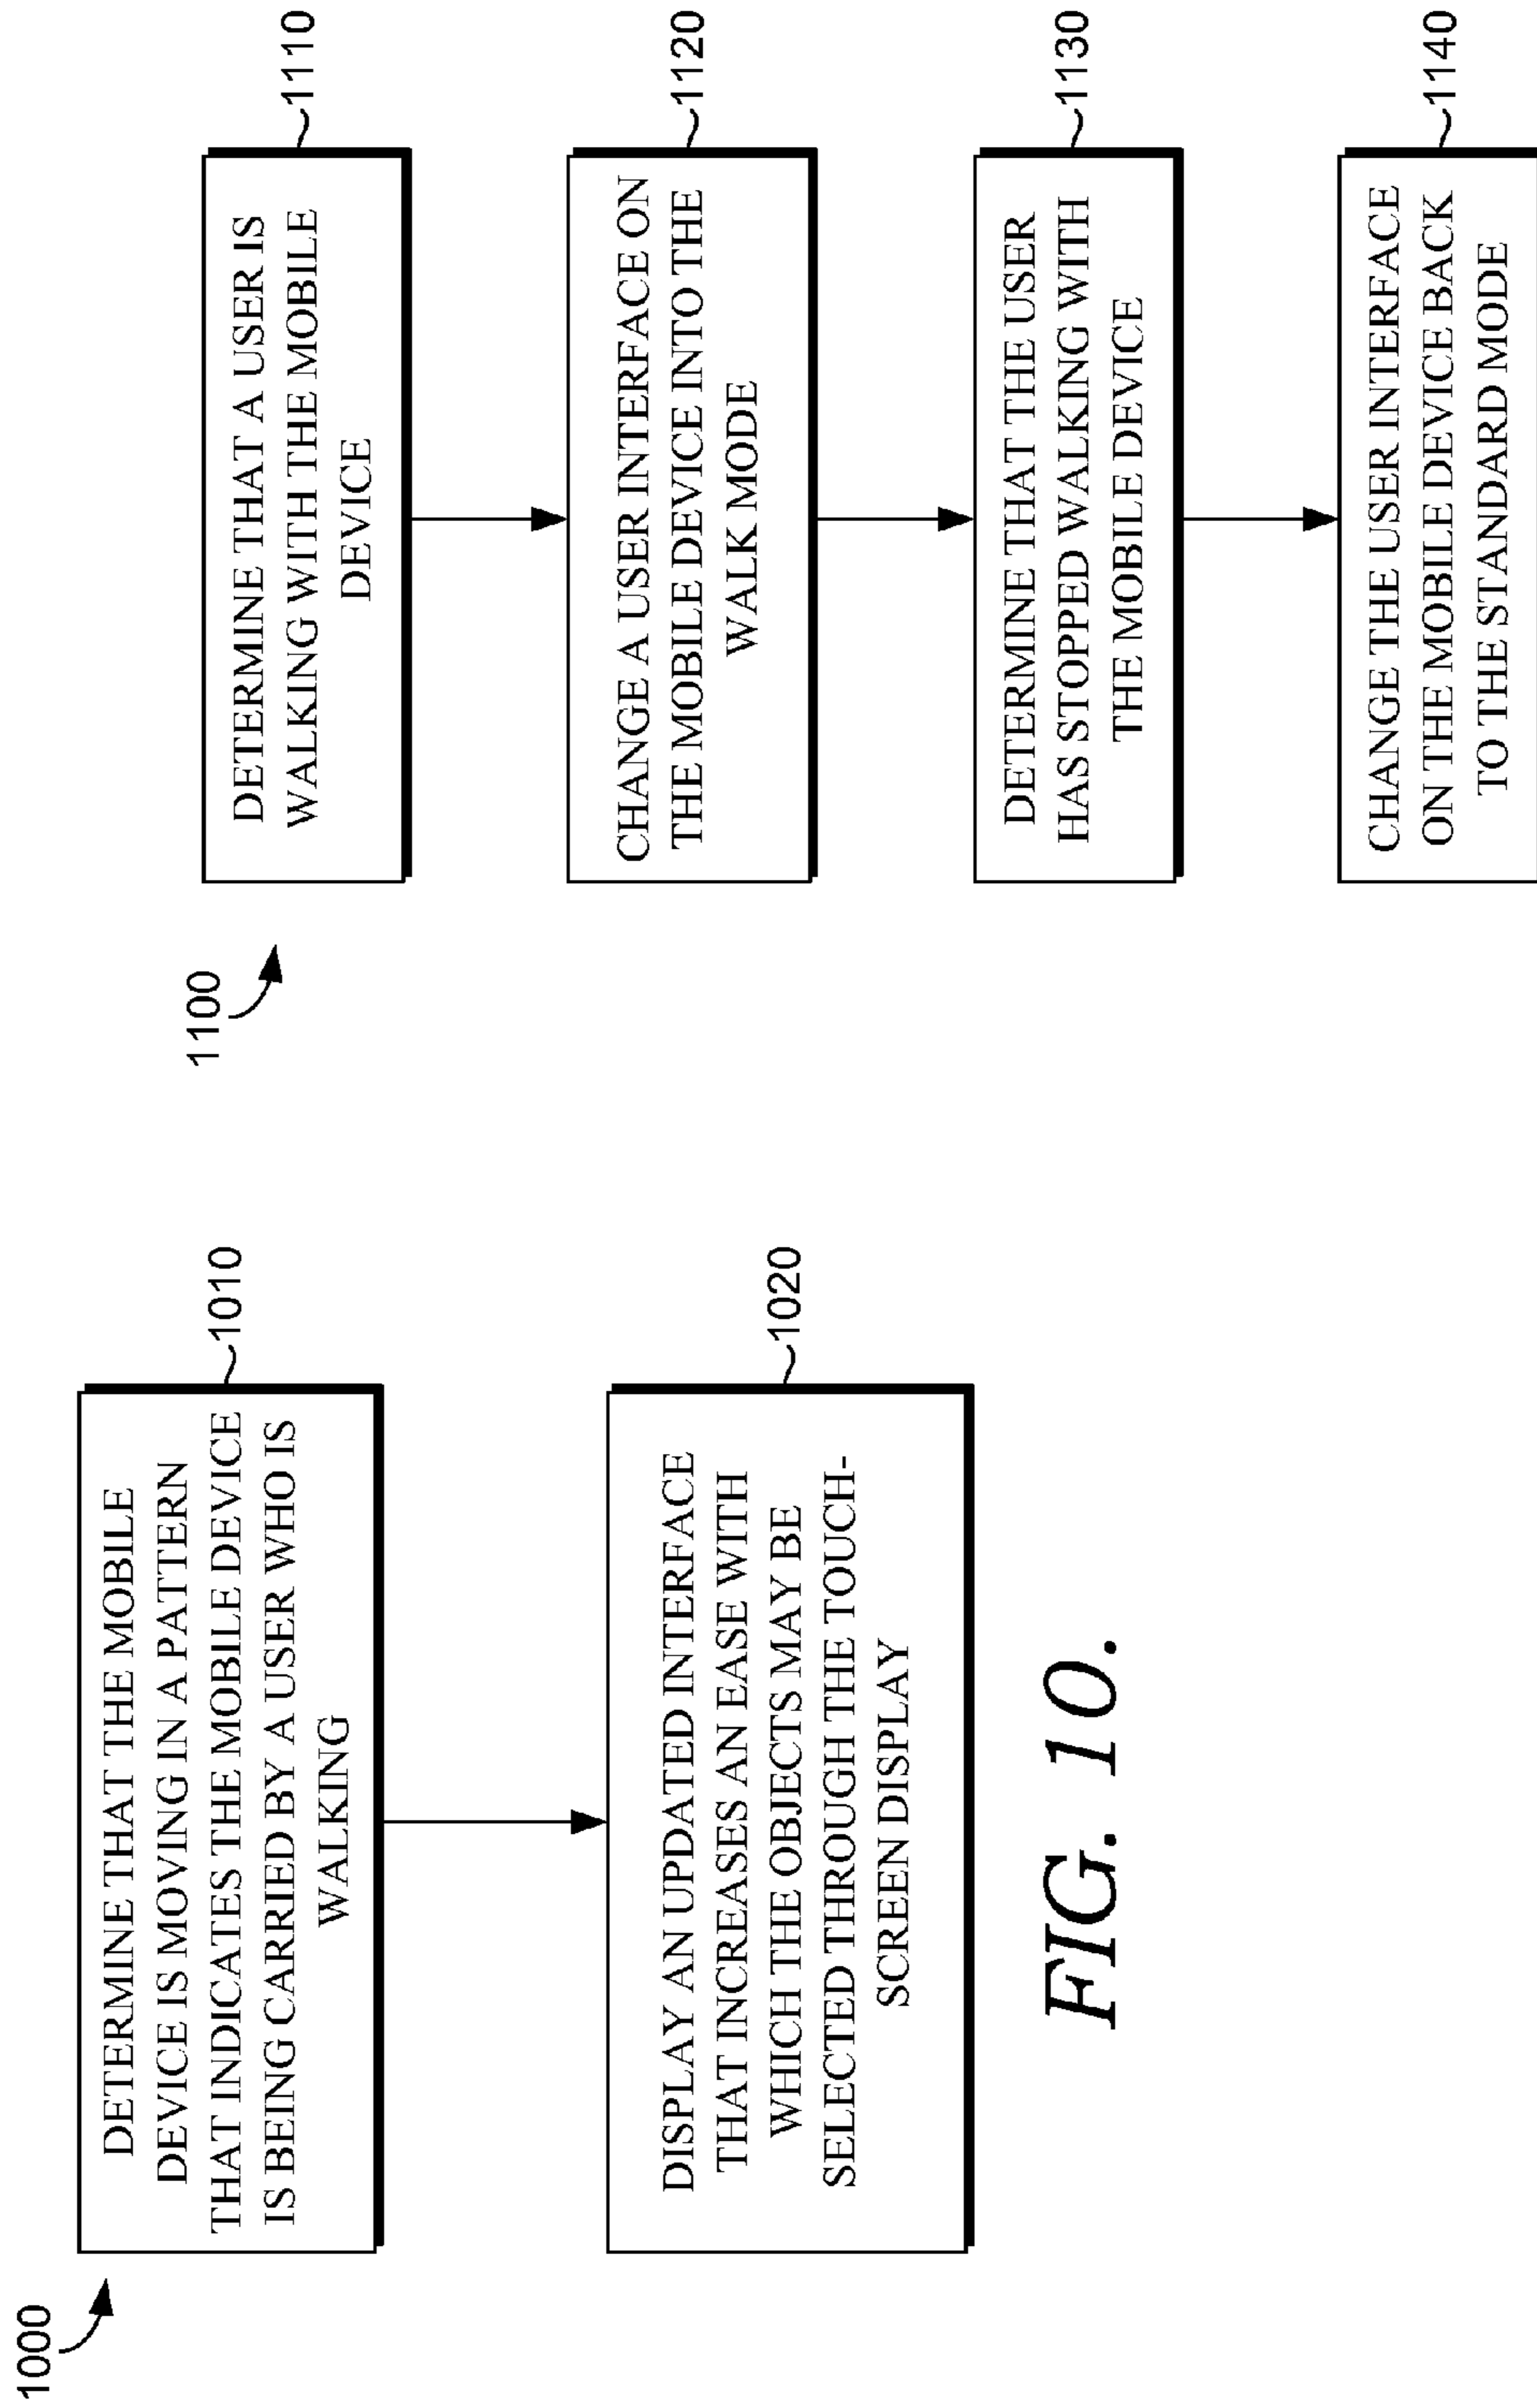 1000
DETERMINE THAT THE MOBILE
DEVICE IS MOVING IN A PATTERN
THAT INDICATES THE MOBILE DEVICE
IS BEING CARRIED BY A USER WHO IS
WALKING
1010
DISPLAY AN UPDATED INTERFACE
THAT INCREASES AN EASE WITH
WHICH THE OBJECTS MAY BE
SELECTED THROUGH THE TOUCH-
SCREEN DISPLAY
1020
FIG. 10.
1100
DETERMINE THAT A USER IS
WALKING WITH THE MOBILE
DEVICE
1110
CHANGE A USER INTERFACE ON
THE MOBILE DEVICE INTO THE
WALK MODE
1120
DETERMINE THAT THE USER
HAS STOPPED WALKING WITH
THE MOBILE DEVICE
1130
CHANGE THE USER INTERFACE
ON THE MOBILE DEVICE BACK
TO THE STANDARD MODE
1140